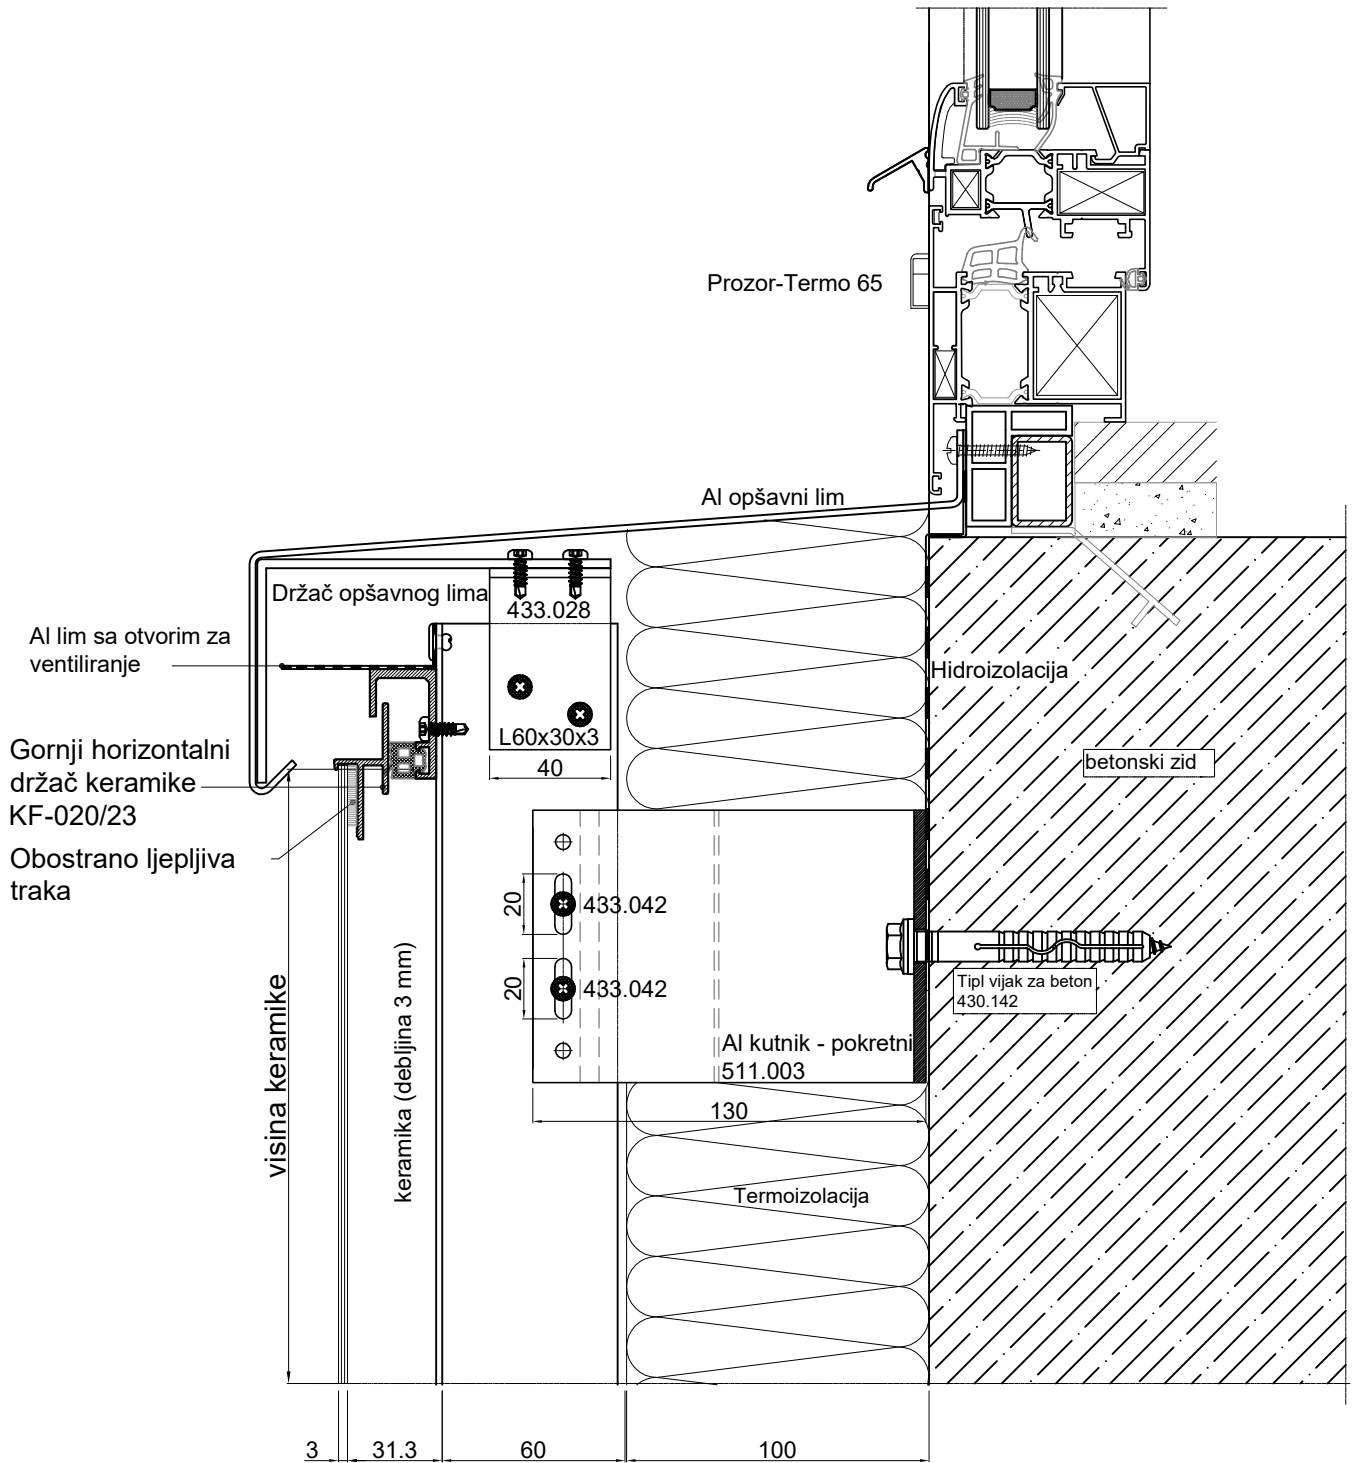 Prozor-Termo 65
Al opšavni lim
Držač opšavnog lima
433.028
Al lim sa otvorim za
ventiliranje
Hidroizolacija
L60x30x3
40
Gornji horizontalni
držač keramike
KF-020/23
betonski zid
Obostrano ljepljiva
traka
20
433.042
20
433.042
visina keramike
keramika (debljina 3 mm)
Tipl vijak za beton
430.142
Al kutnik - pokretni
511.003
130
Termoizolacija
3
31.3
60
100